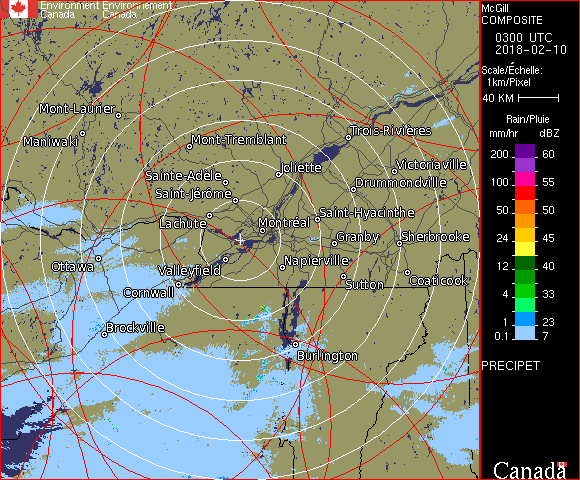 Environment Environnement
Canada Canada
McGill
COMPOSITE
0300 UTC
2018-02-10
Scale/Échelle:
1km/Pixel
40 KM
Rain/Pluie
mm/hr dBZ
200 60
100 55
50 50
24 45
12 40
4 33
1 23
0.1 7
PRECIPET
Canada
Mont-Laurier
Maniwaki
Mont-Tremblant
Trois-Rivières
Joliette
Victoriaville
Sainte-Adèle
Drummondville
Saint-Jérôme
Lachute
Saint-Hyacinthe
Montréal
Granby
Sherbrooke
Ottawa
Valleyfield
Napierville
Cornwall
Sutton
Coaticook
Brockville
Burlington